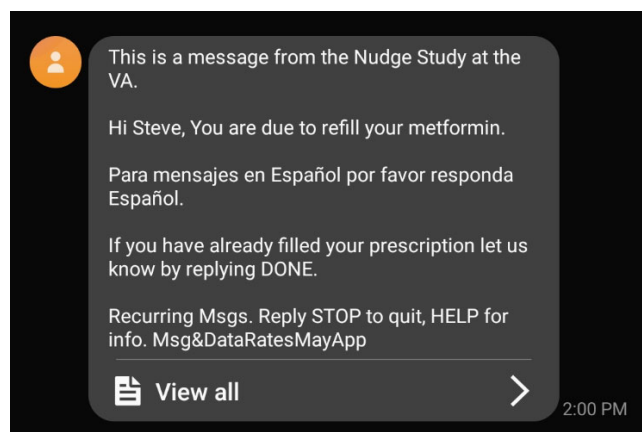 This is a message from the Nudge Study at the
VA.
Hi Steve, You are due to refill your metformin.
Para mensajes en Español por favor responda
Español.
If you have already filled your prescription let us
know by replying DONE.
Recurring Msgs. Reply STOP to quit, HELP for
info. Msg&DataRatesMayApp
View all
2:00 PM